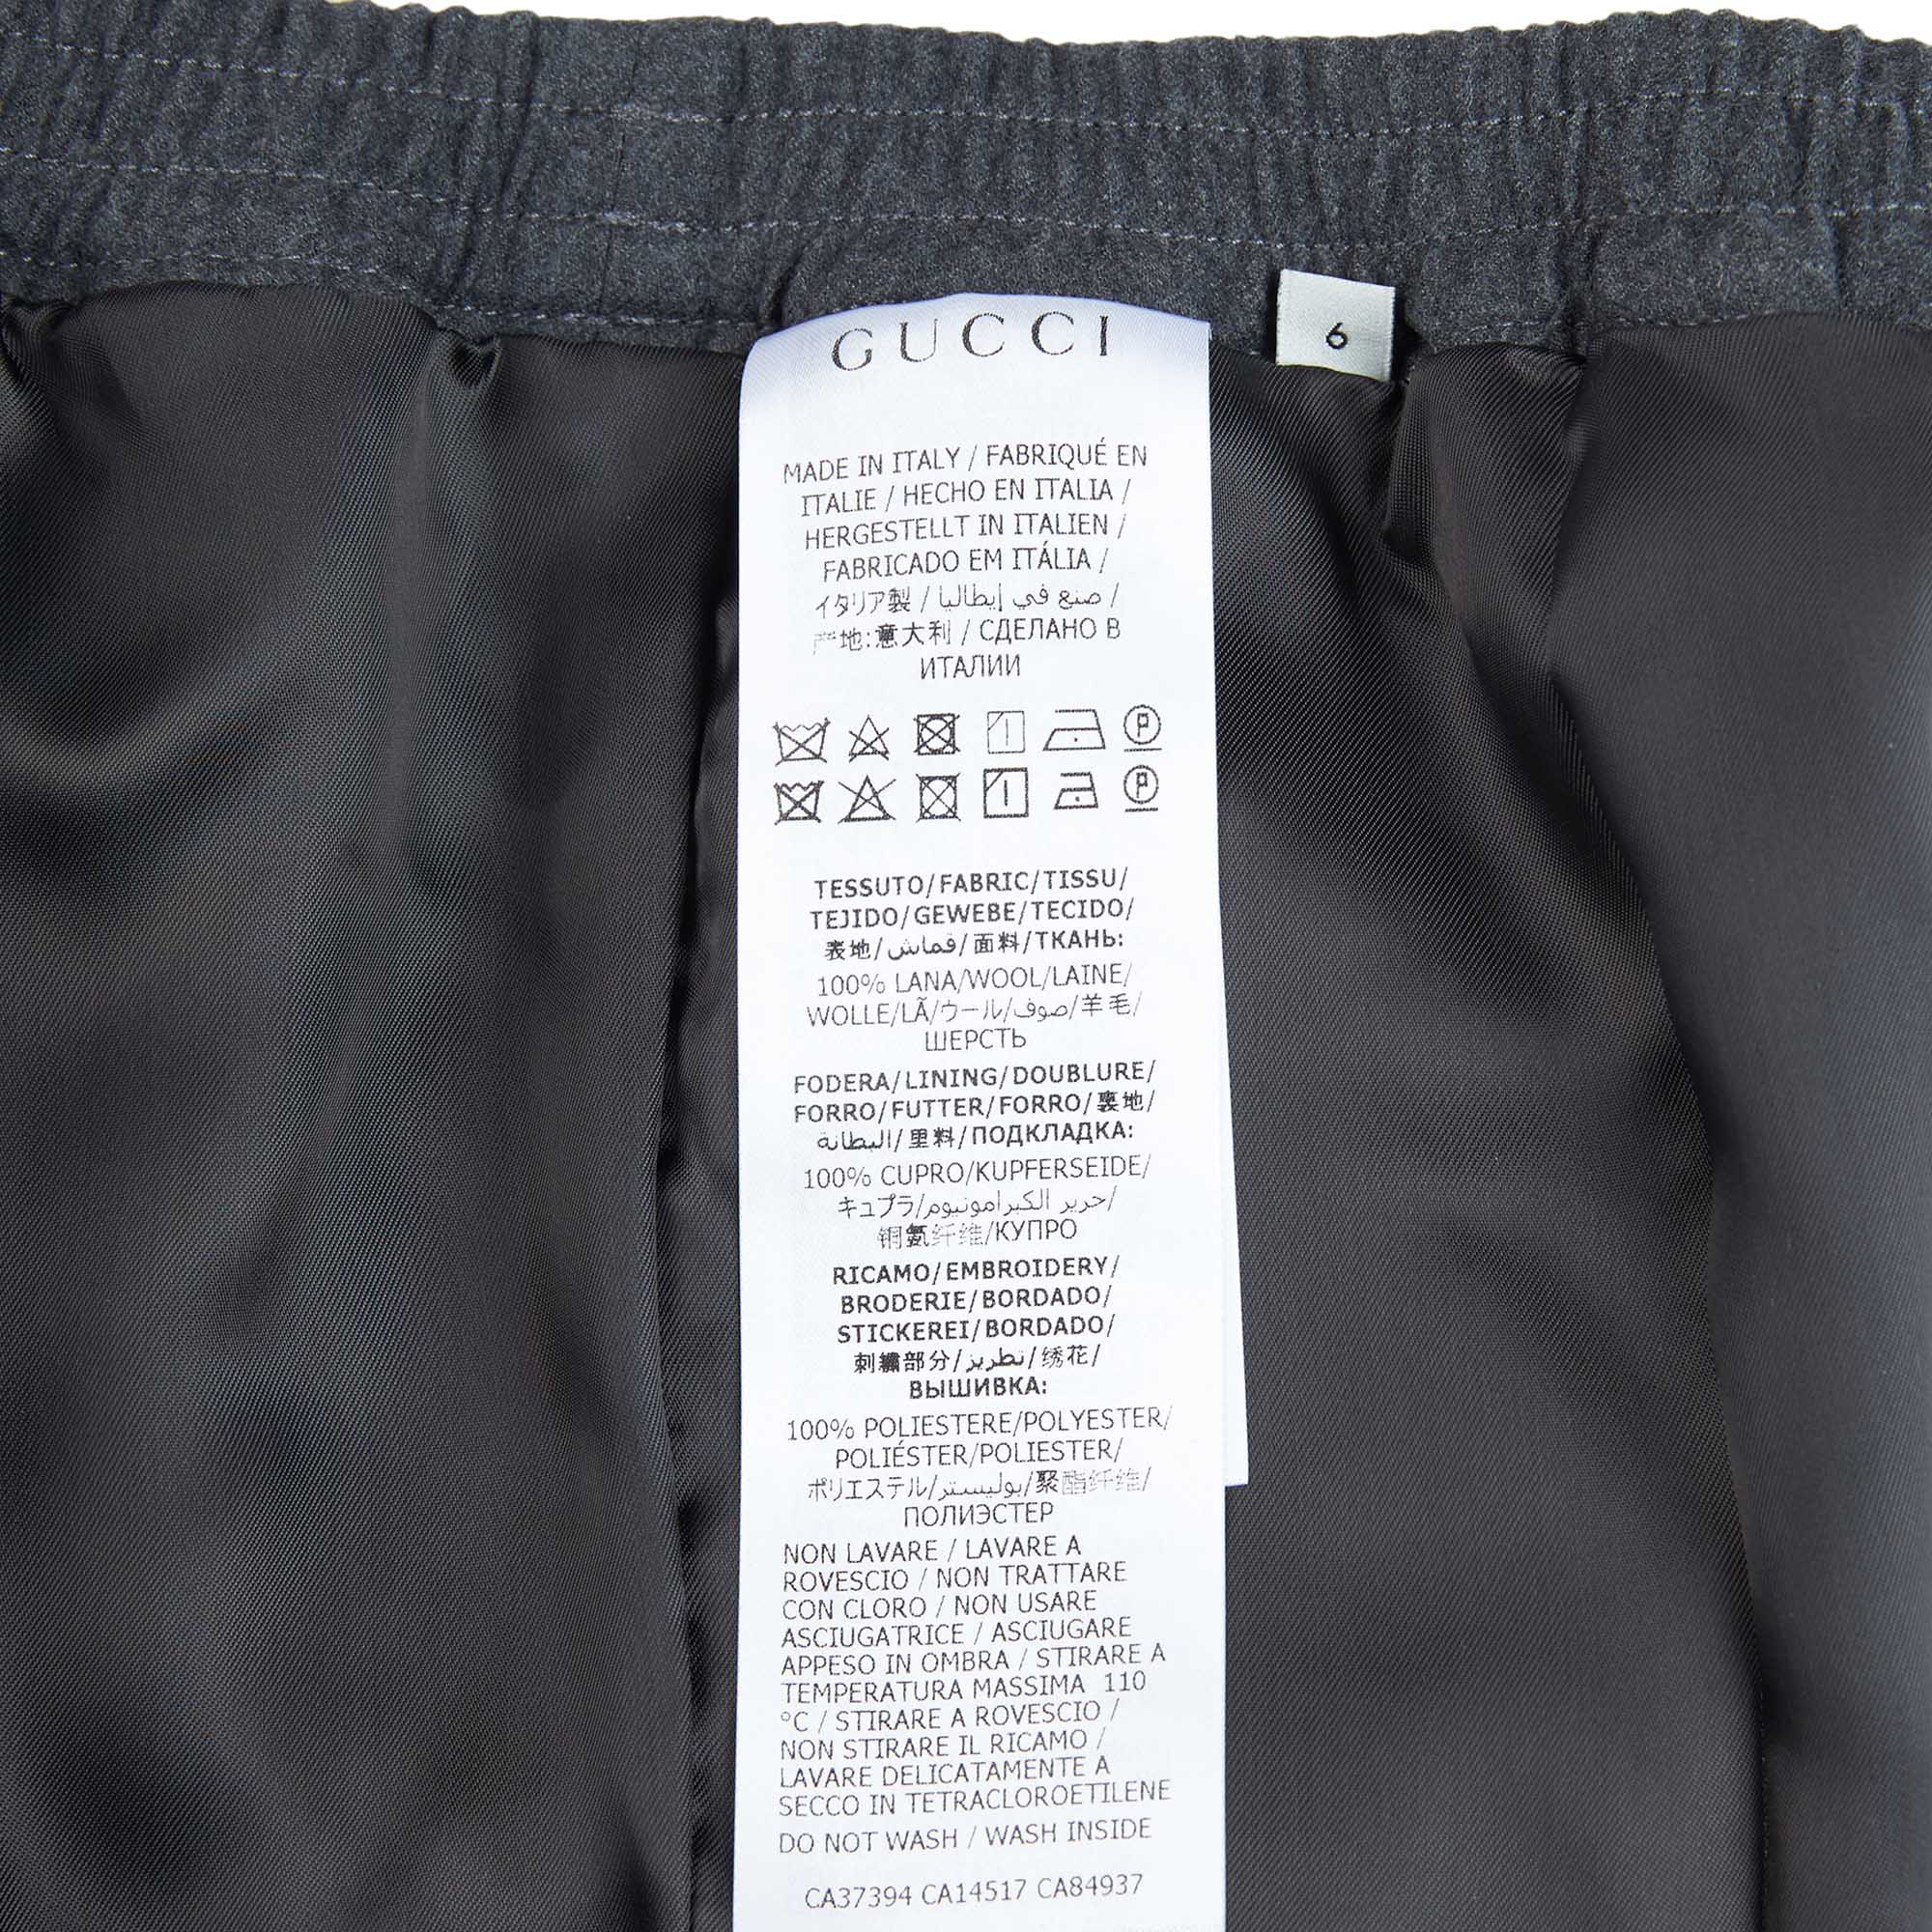 GUCCI
6
MADE IN ITALY / FABRIQUÉ EN
ITALIE / HECHO EN ITALIA /
HERGESTELLT IN ITALIEN /
FABRICADO EM ITÁLIA /
イタリア製 / صنع في إيطاليا /
产地:意大利 / СДЕЛАНО В
ИТАЛИИ
TESSUTO/FABRIC/TISSU/
TEJIDO/GEWEBE/TECIDO/
表地/قماش/面料/ТКАНЬ:
100% LANA/WOOL/LAINE/
WOLLE/LÃ/ウール/صوف/羊毛/
ШЕРСТЬ
FODERA/LINING/DOUBLURE/
FORRO/FUTTER/FORRO/裏地/
البطانة/里料/ПОДКЛАДКА:
100% CUPRO/KUPFERSEIDE/
キュプラ/حرير الكبرامونيوم/
铜氨纤维/КУПРО
RICAMO/EMBROIDERY/
BRODERIE/BORDADO/
STICKEREI/BORDADO/
刺繍部分/تطريز/绣花/
ВЫШИВКА:
100% POLIESTERE/POLYESTER/
POLIÉSTER/POLIESTER/
ポリエステル/بوليستر/聚酯纤维/
ПОЛИЭСТЕР
NON LAVARE / LAVARE A
ROVESCIO / NON TRATTARE
CON CLORO / NON USARE
ASCIUGATRICE / ASCIUGARE
APPESO IN OMBRA / STIRARE A
TEMPERATURA MASSIMA 110
°C / STIRARE A ROVESCIO /
NON STIRARE IL RICAMO /
LAVARE DELICATAMENTE A
SECCO IN TETRACLOROETILENE
DO NOT WASH / WASH INSIDE
CA37394 CA14517 CA84937